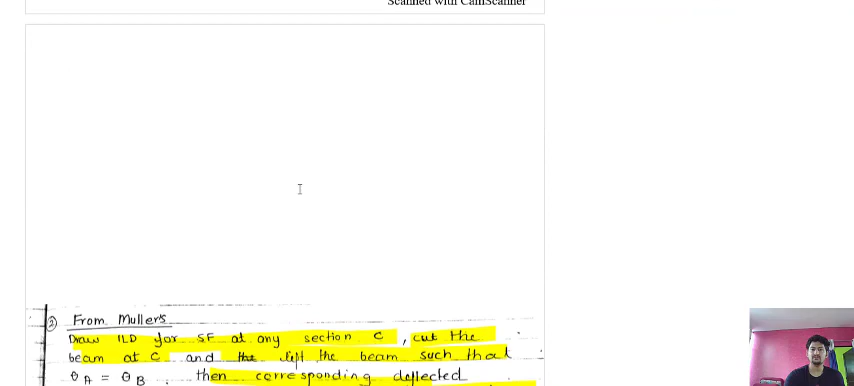 Scanned with CamScanner
② From Muller's
Draw ILD for SF at any section C, cut the
beam at C and the lift the beam such that
θA = θB. then corresponding deflected